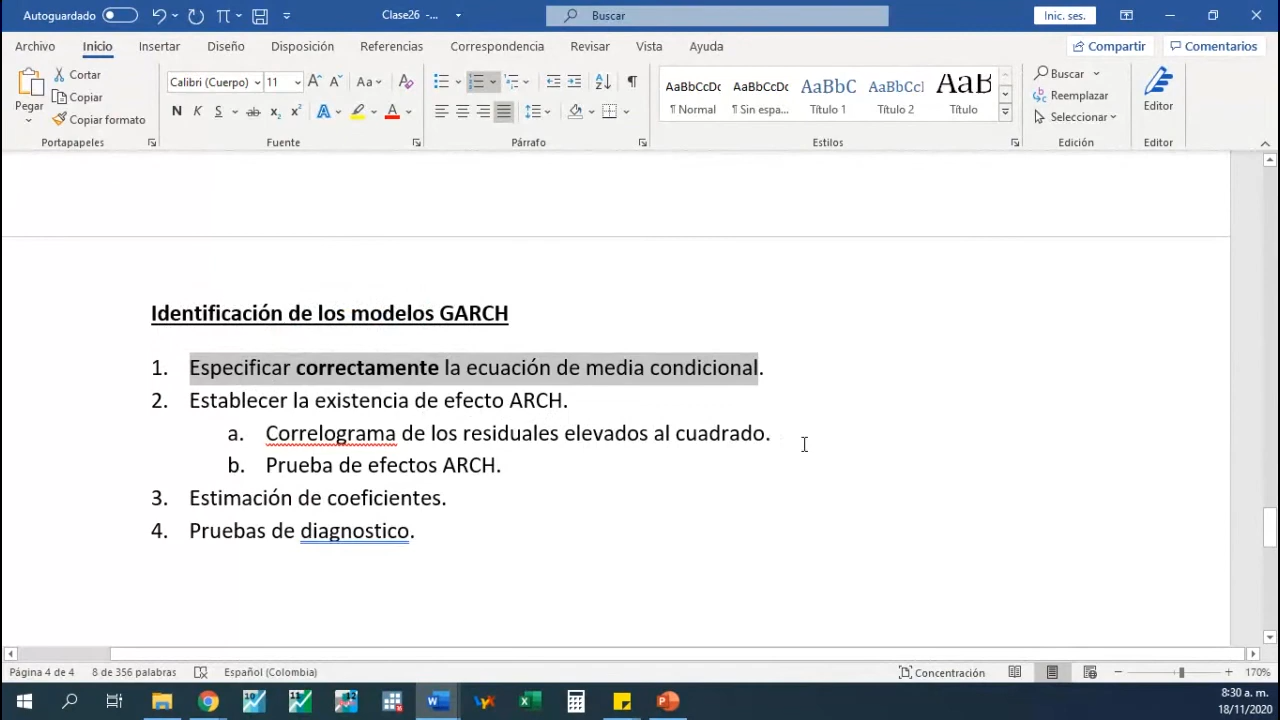 Autoguardado
Clase26 -...
Buscar
Inic. ses.
Archivo Inicio Insertar Diseño Disposición Referencias Correspondencia Revisar Vista Ayuda
Compartir Comentarios
Pegar
Cortar
Copiar
Copiar formato
Portapapeles
Calibri (Cuerpo) 11
Fuente
Párrafo
AaBbCcDc AaBbCcDc AaBbC AaBbCcI AaB
¶ Normal ¶ Sin espa... Título 1 Título 2 Título
Estilos
Buscar
Reemplazar
Seleccionar
Edición
Editor
Editor
Identificación de los modelos GARCH
1. Especificar correctamente la ecuación de media condicional.
2. Establecer la existencia de efecto ARCH.
a. Correlograma de los residuales elevados al cuadrado.
b. Prueba de efectos ARCH.
3. Estimación de coeficientes.
4. Pruebas de diagnostico.
Página 4 de 4 8 de 356 palabras Español (Colombia) Concentración 170%
8:30 a. m.
18/11/2020